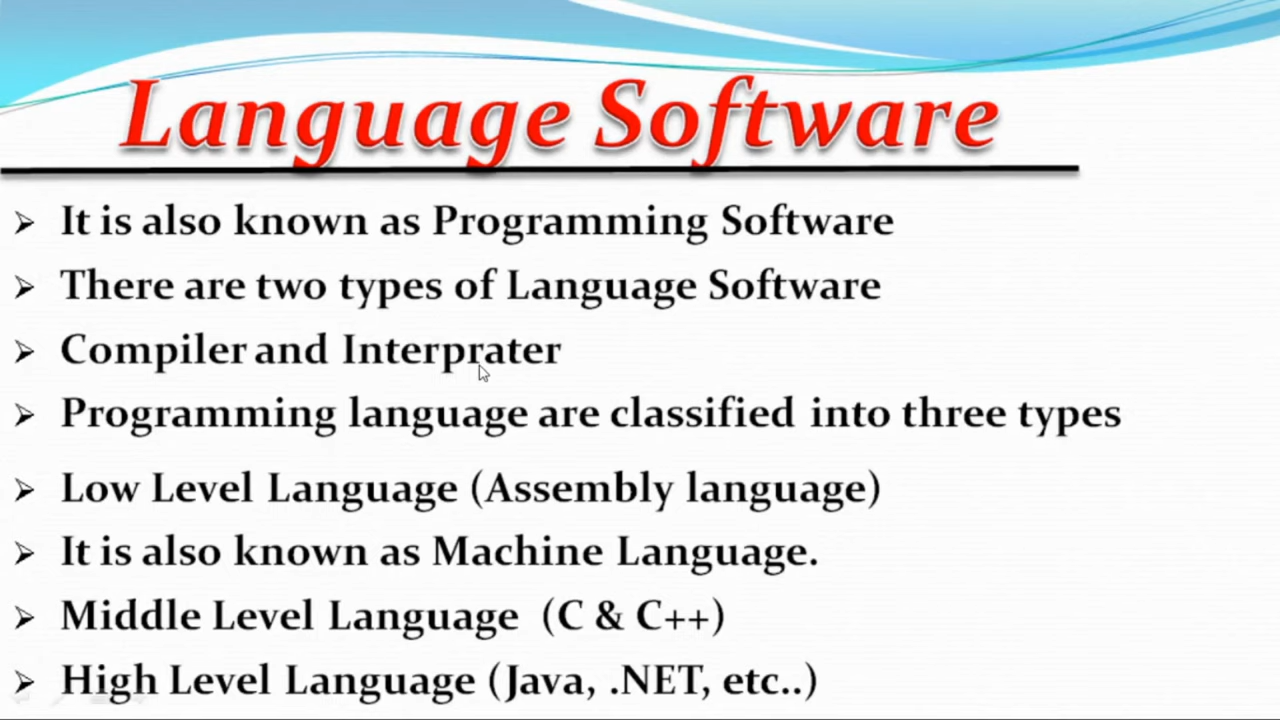 Language Software
➢ It is also known as Programming Software
➢ There are two types of Language Software
➢ Compiler and Interprater
➢ Programming language are classified into three types
➢ Low Level Language (Assembly language)
➢ It is also known as Machine Language.
➢ Middle Level Language (C & C++)
➢ High Level Language (Java, .NET, etc..)